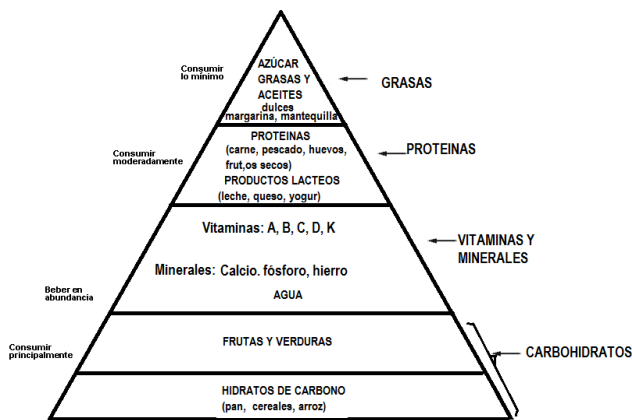 Consumir
lo mínimo
AZÚCAR
GRASAS Y
ACEITES
dulces
margarina, mantequilla
GRASAS
Consumir
moderadamente
PROTEINAS
(carne, pescado, huevos,
frut,os secos)
PRODUCTOS LACTEOS
(leche, queso, yogur)
PROTEINAS
Vitaminas: A, B, C, D, K
Minerales: Calcio. fósforo, hierro
AGUA
VITAMINAS Y
MINERALES
Beber en
abundancia
Consumir
principalmente
FRUTAS Y VERDURAS
HIDRATOS DE CARBONO
(pan, cereales, arroz)
CARBOHIDRATOS